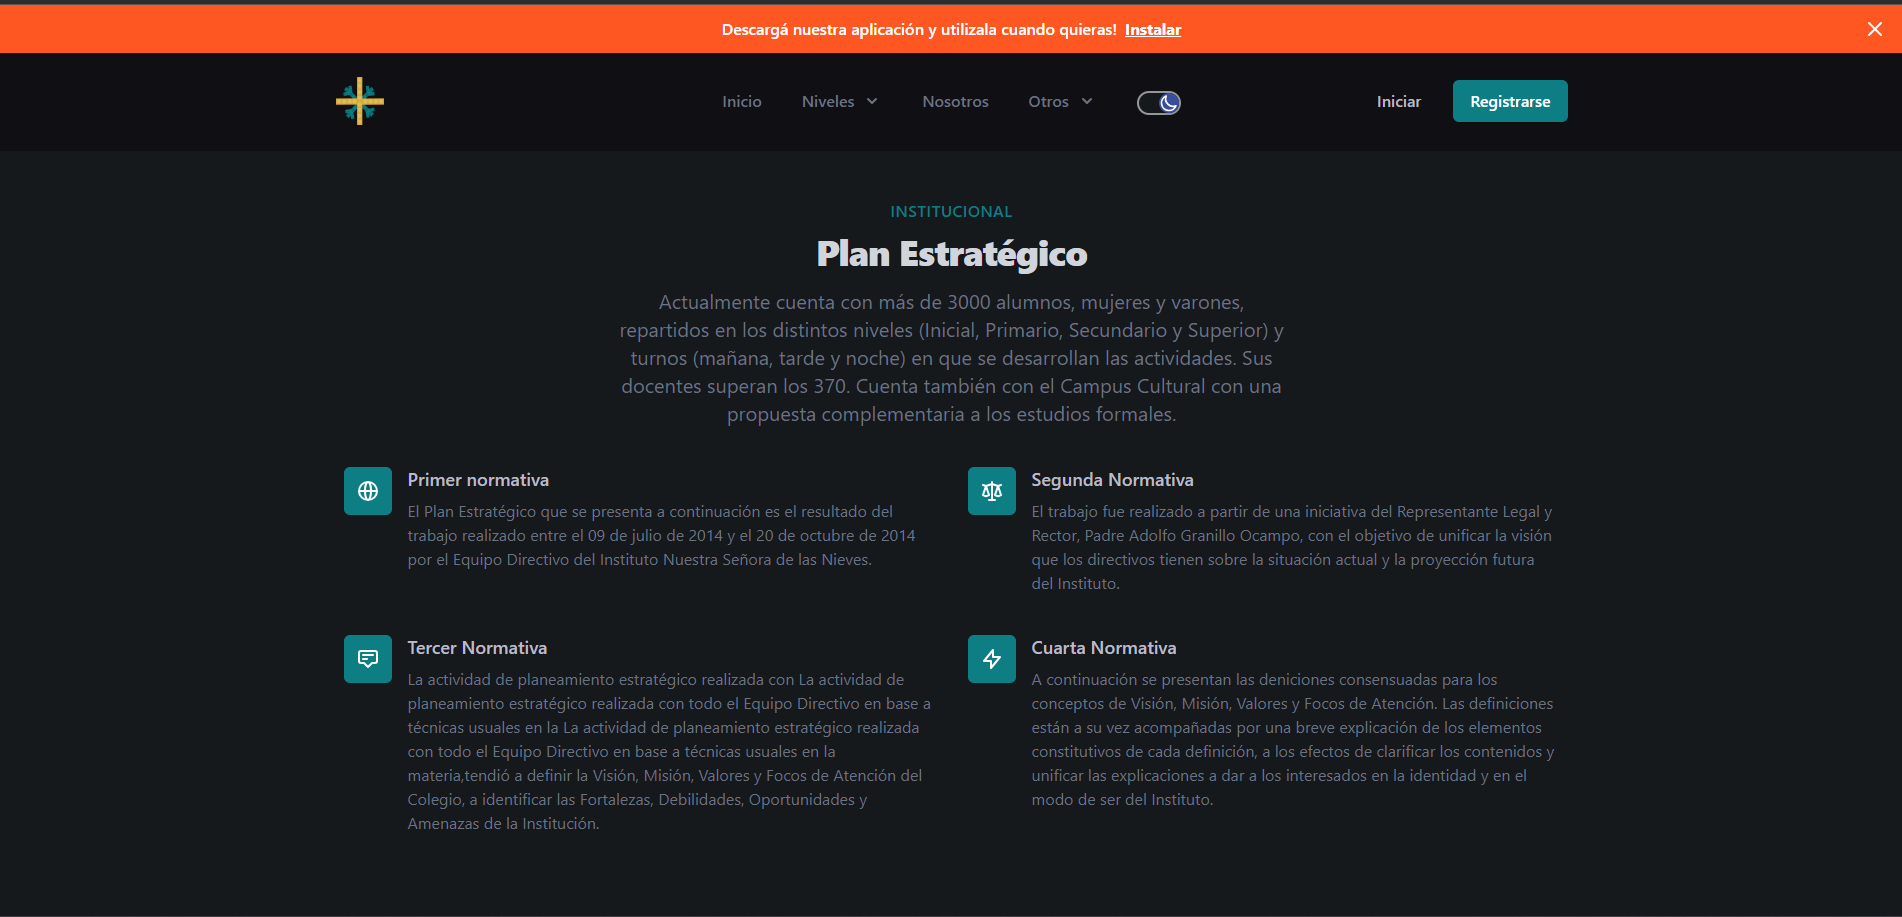 Descargá nuestra aplicación y utilizala cuando quieras! Instalar
Inicio Niveles Nosotros Otros Iniciar Registrarse
INSTITUCIONAL
Plan Estratégico
Actualmente cuenta con más de 3000 alumnos, mujeres y varones,
repartidos en los distintos niveles (Inicial, Primario, Secundario y Superior) y
turnos (mañana, tarde y noche) en que se desarrollan las actividades. Sus
docentes superan los 370. Cuenta también con el Campus Cultural con una
propuesta complementaria a los estudios formales.
Primer normativa
El Plan Estratégico que se presenta a continuación es el resultado del
trabajo realizado entre el 09 de julio de 2014 y el 20 de octubre de 2014
por el Equipo Directivo del Instituto Nuestra Señora de las Nieves.
Segunda Normativa
El trabajo fue realizado a partir de una iniciativa del Representante Legal y
Rector, Padre Adolfo Granillo Ocampo, con el objetivo de unificar la visión
que los directivos tienen sobre la situación actual y la proyección futura
del Instituto.
Tercer Normativa
La actividad de planeamiento estratégico realizada con La actividad de
planeamiento estratégico realizada con todo el Equipo Directivo en base a
técnicas usuales en la La actividad de planeamiento estratégico realizada
con todo el Equipo Directivo en base a técnicas usuales en la
materia,tendió a definir la Visión, Misión, Valores y Focos de Atención del
Colegio, a identificar las Fortalezas, Debilidades, Oportunidades y
Amenazas de la Institución.
Cuarta Normativa
A continuación se presentan las deniciones consensuadas para los
conceptos de Visión, Misión, Valores y Focos de Atención. Las definiciones
están a su vez acompañadas por una breve explicación de los elementos
constitutivos de cada definición, a los efectos de clarificar los contenidos y
unificar las explicaciones a dar a los interesados en la identidad y en el
modo de ser del Instituto.